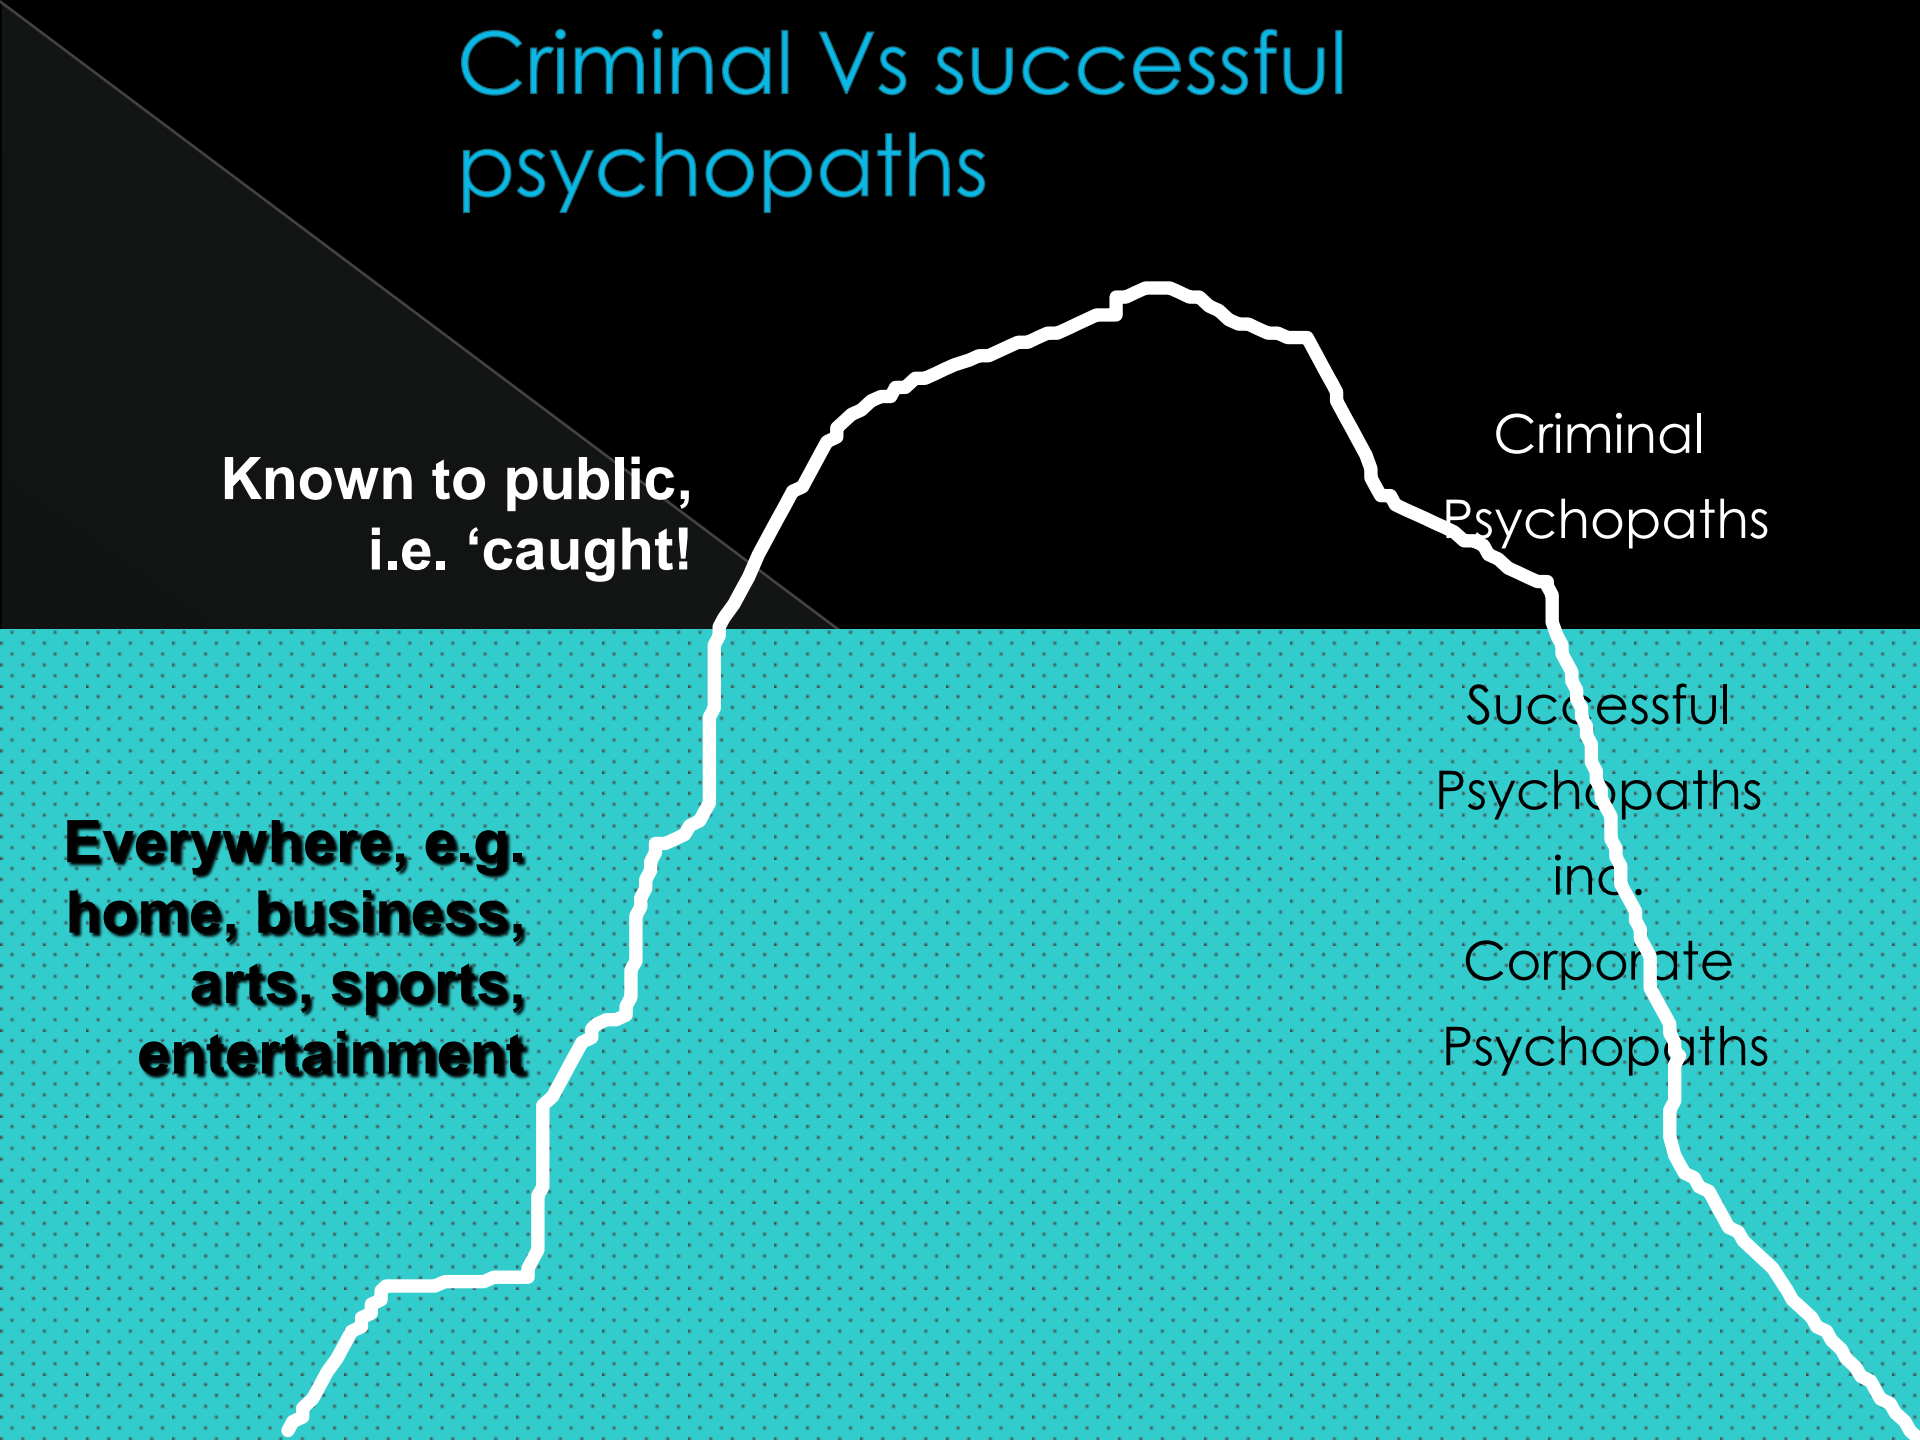 Criminal Vs successful
psychopaths
Known to public,
i.e. ‘caught!
Criminal
Psychopaths
Everywhere, e.g.
home, business,
arts, sports,
entertainment
Successful
Psychopaths
incl.
Corporate
Psychopaths